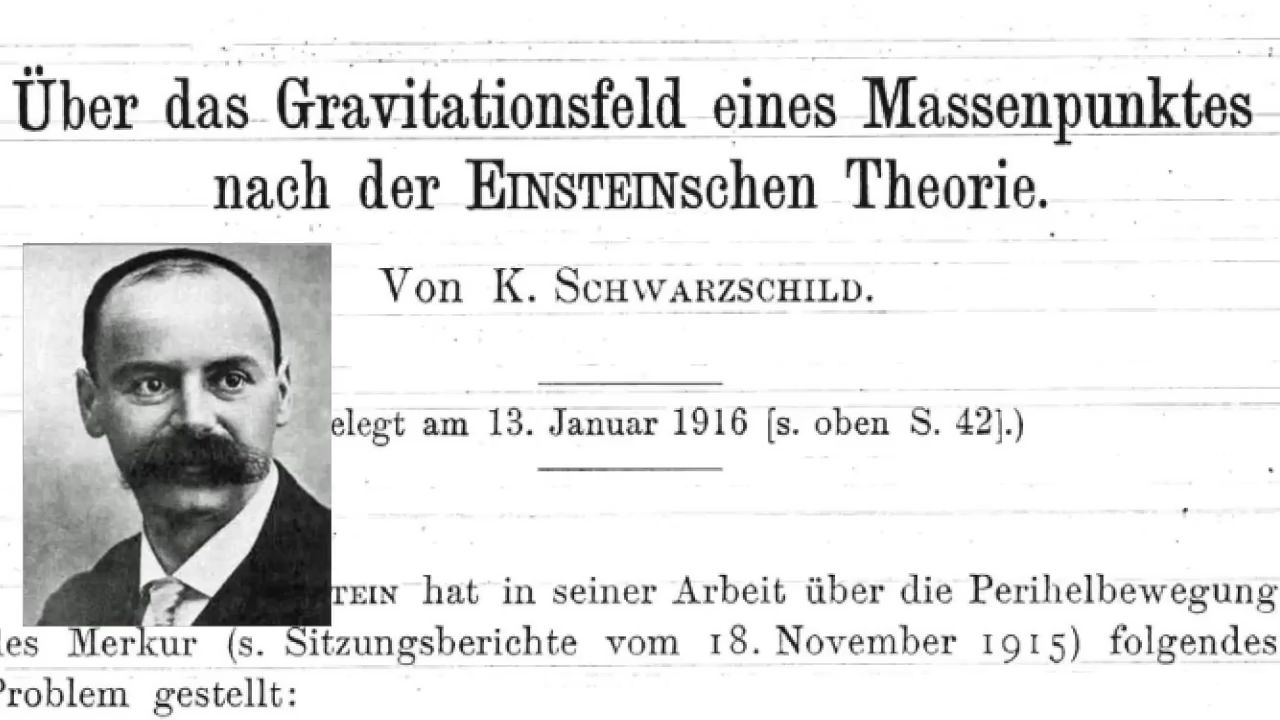 Über das Gravitationsfeld eines Massenpunktes
nach der EINSTEINschen Theorie.
Von K. SCHWARZSCHILD.
elegt am 13. Januar 1916 [s. oben S. 42].)
TEIN hat in seiner Arbeit über die Perihelbewegung
les Merkur (s. Sitzungsberichte vom 18. November 1915) folgendes
Problem gestellt: